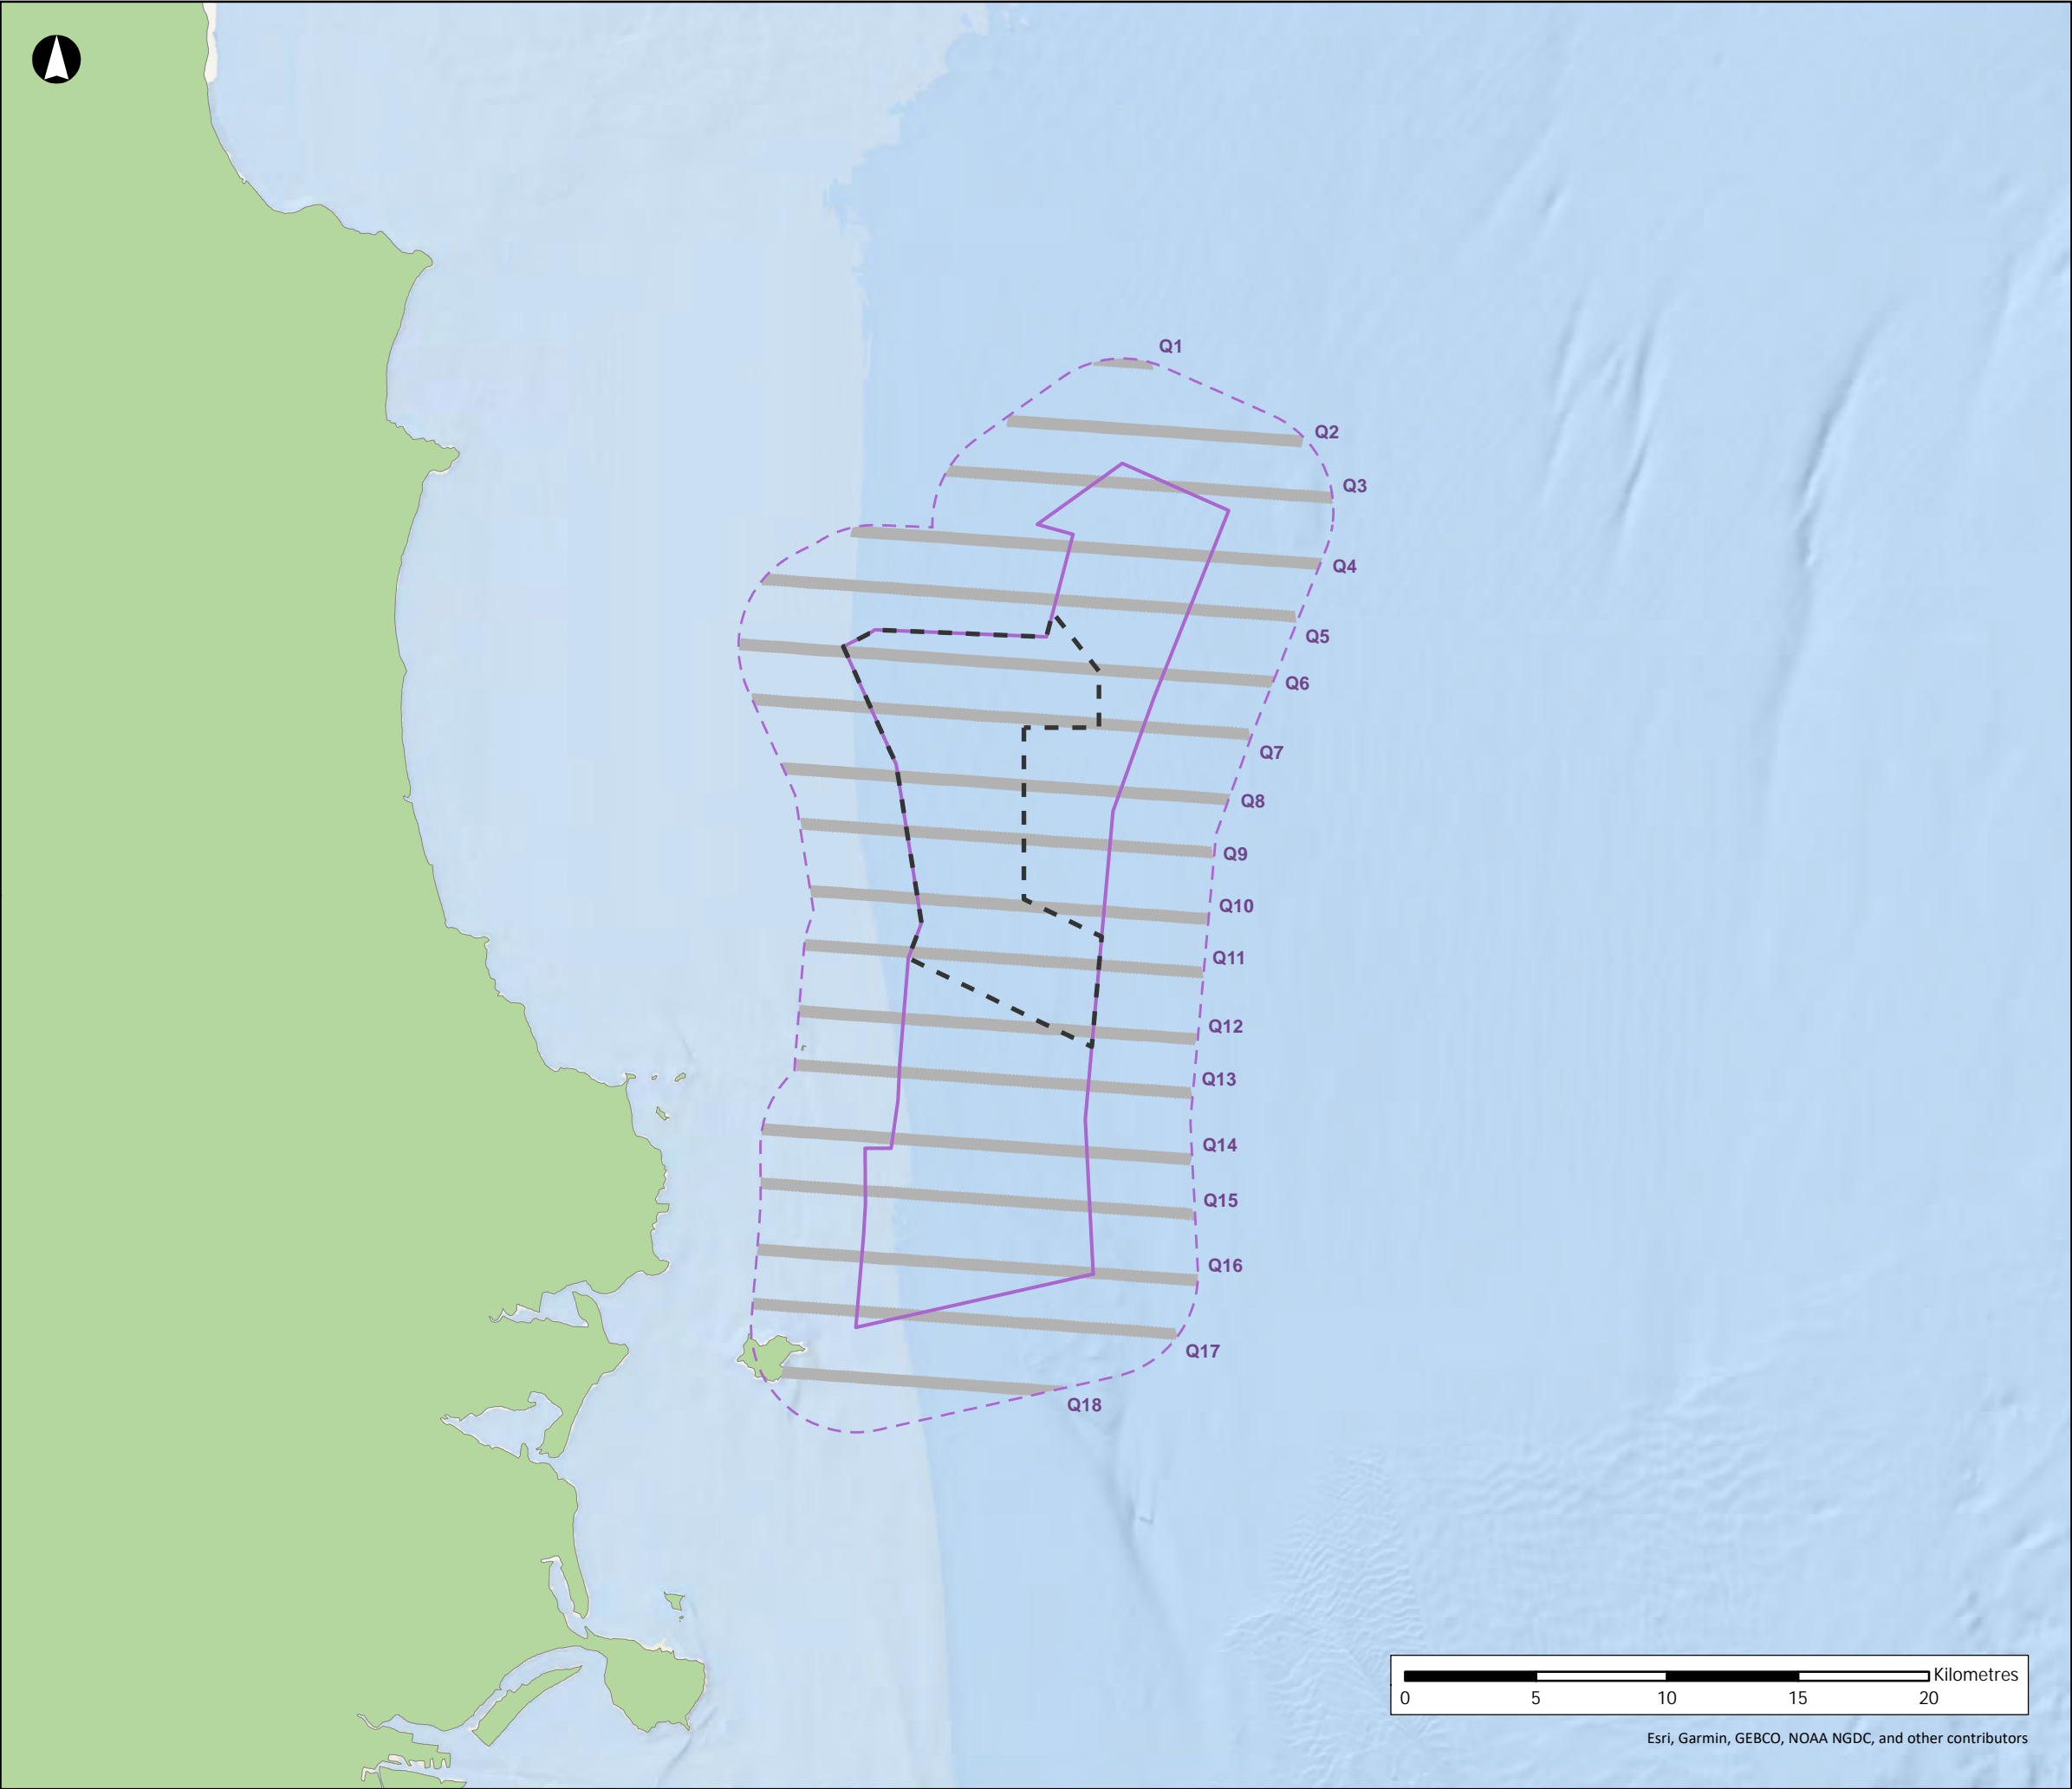 Q1
Q2
Q3
Q4
Q5
Q6
Q7
Q8
Q9
Q10
Q11
Q12
Q13
Q14
Q15
Q16
Q17
Q18
Kilometres
0 5 10 15 20
Esri, Garmin, GEBCO, NOAA NGDC, and other contributors